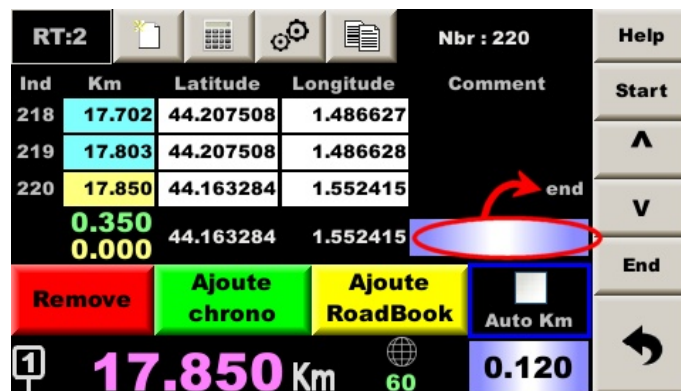 RT:2 Nbr : 220 Help
Ind Km Latitude Longitude Comment Start
218 17.702 44.207508 1.486627
219 17.803 44.207508 1.486628 Λ
220 17.850 44.163284 1.552415 end
V
0.350
0.000 44.163284 1.552415
End
Remove Ajoute chrono Ajoute RoadBook Auto Km
1 17.850 Km 60 0.120